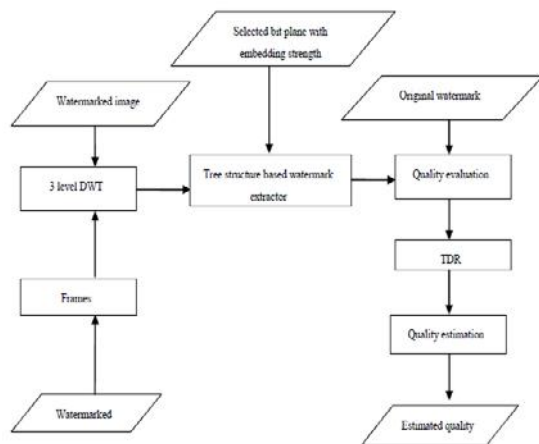 Selected bit plane with
embedding strength
Watermarked image
Original watermark
3 level DWT
Tree structure based watermark
extractor
Quality evaluation
TDR
Frames
Quality estimation
Watermarked
Estimated quality